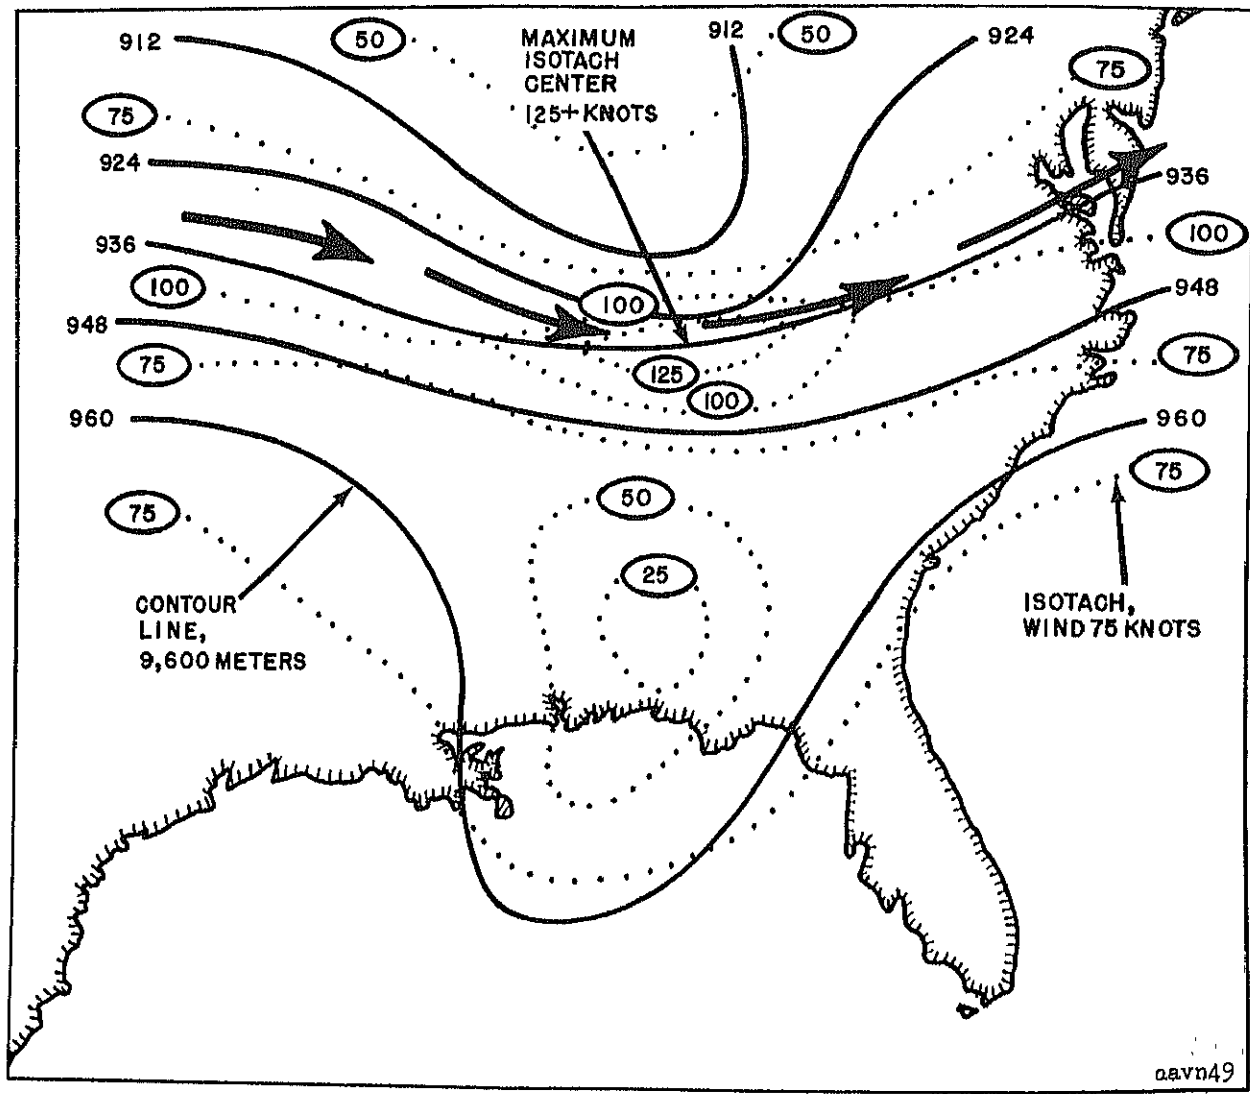 912
50
MAXIMUM
ISOTACH
CENTER
125+ KNOTS
912
50
924
75
75
924
936
936
100
100
100
948
948
75
125
100
75
960
960
75
50
75
25
CONTOUR
LINE,
9,600 METERS
ISOTACH,
WIND 75 KNOTS
aavn49